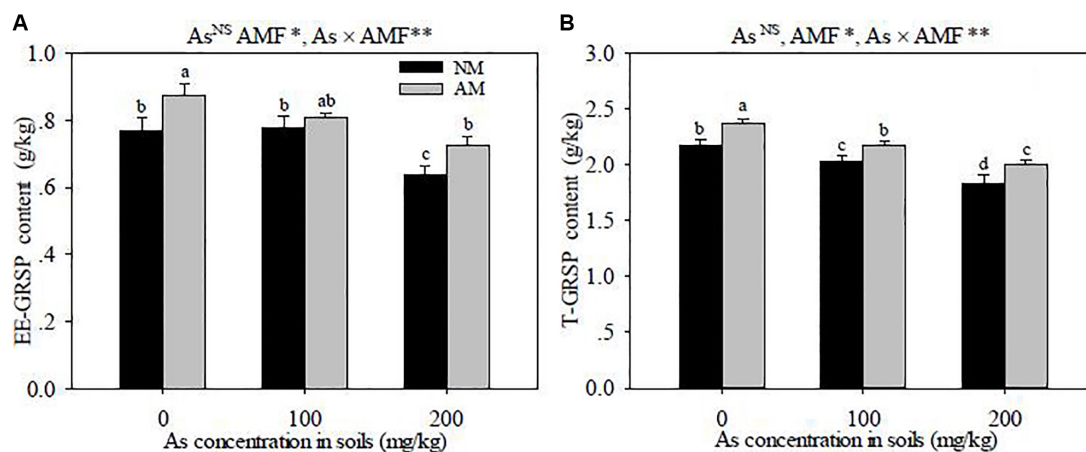 A
As^NS AMF *, As × AMF**
1.0
.8
.6
.4
.2
0.0
EE-GRSP content (g/kg)
NM
AM
b
a
b
ab
c
b
0 100 200
As concentration in soils (mg/kg)
B
As ^NS, AMF *, As × AMF **
3.0
2.5
2.0
1.5
1.0
.5
0.0
T-GRSP content (g/kg)
b
a
c
b
d
c
0 100 200
As concentration in soils (mg/kg)